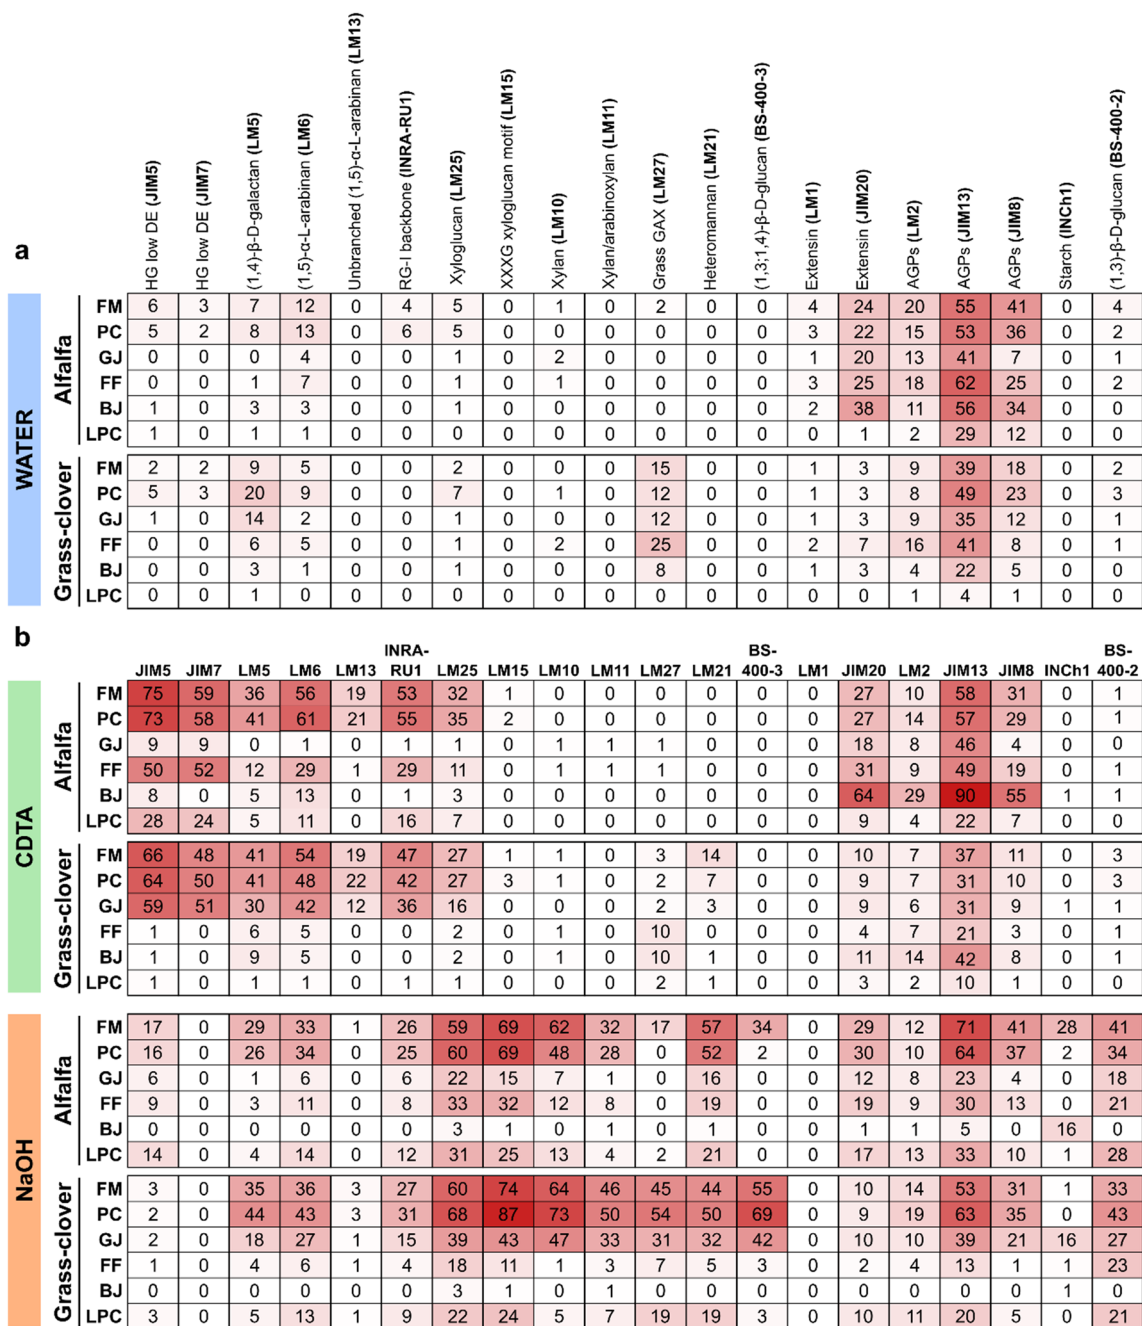 HG low DE (JIM5)
HG low DE (JIM7)
(1,4)-β-D-galactan (LM5)
(1,5)-α-L-arabinan (LM6)
Unbranched (1,5)-α-L-arabinan (LM13)
RG-I backbone (INRA-RU1)
Xyloglucan (LM25)
XXXG xyloglucan motif (LM15)
Xylan (LM10)
Xylan/arabinoxylan (LM11)
Grass GAX (LM27)
Heteromannan (LM21)
(1,3;1,4)-β-D-glucan (BS-400-3)
Extensin (LM1)
Extensin (JIM20)
AGPs (LM2)
AGPs (JIM13)
AGPs (JIM8)
Starch (INCh1)
(1,3)-β-D-glucan (BS-400-2)
a
WATER
Alfalfa
FM 6 3 7 12 0 4 5 0 1 0 2 0 0 4 24 20 55 41 0 4
PC 5 2 8 13 0 6 5 0 0 0 0 0 0 3 22 15 53 36 0 2
GJ 0 0 0 4 0 0 1 0 2 0 0 0 0 1 20 13 41 7 0 1
FF 0 0 1 7 0 0 1 0 1 0 0 0 0 3 25 18 62 25 0 2
BJ 1 0 3 3 0 0 1 0 0 0 0 0 0 2 38 11 56 34 0 0
LPC 1 0 1 1 0 0 0 0 0 0 0 0 0 0 1 2 29 12 0 0
Grass-clover
FM 2 2 9 5 0 0 2 0 0 0 15 0 0 1 3 9 39 18 0 2
PC 5 3 20 9 0 0 7 0 1 0 12 0 0 1 3 8 49 23 0 3
GJ 1 0 14 2 0 0 1 0 0 0 12 0 0 1 3 9 35 12 0 1
FF 0 0 6 5 0 0 1 0 2 0 25 0 0 2 7 16 41 8 0 1
BJ 0 0 3 1 0 0 1 0 0 0 8 0 0 1 3 4 22 5 0 0
LPC 0 0 1 0 0 0 0 0 0 0 0 0 0 0 0 1 4 1 0 0
b
JIM5 JIM7 LM5 LM6 LM13 INRA-RU1 LM25 LM15 LM10 LM11 LM27 LM21 BS-400-3 LM1 JIM20 LM2 JIM13 JIM8 INCh1 BS-400-2
CDTA
Alfalfa
FM 75 59 36 56 19 53 32 1 0 0 0 0 0 0 27 10 58 31 0 1
PC 73 58 41 61 21 55 35 2 0 0 0 0 0 0 27 14 57 29 0 1
GJ 9 9 0 1 0 1 1 0 1 1 1 0 0 0 18 8 46 4 0 0
FF 50 52 12 29 1 29 11 0 1 1 1 0 0 0 31 9 49 19 0 1
BJ 8 0 5 13 0 1 3 0 0 0 0 0 0 0 64 29 90 55 1 1
LPC 28 24 5 11 0 16 7 0 0 0 0 0 0 0 9 4 22 7 0 0
Grass-clover
FM 66 48 41 54 19 47 27 1 1 0 3 14 0 0 10 7 37 11 0 3
PC 64 50 41 48 22 42 27 3 1 0 2 7 0 0 9 7 31 10 0 3
GJ 59 51 30 42 12 36 16 0 0 0 2 3 0 0 9 6 31 9 1 1
FF 1 0 6 5 0 0 2 0 1 0 10 0 0 0 4 7 21 3 0 1
BJ 1 0 9 5 0 0 2 0 1 0 10 1 0 0 11 14 42 8 0 1
LPC 1 0 1 1 0 1 1 0 0 0 2 1 0 0 3 2 10 1 0 0
NaOH
Alfalfa
FM 17 0 29 33 1 26 59 69 62 32 17 57 34 0 29 12 71 41 28 41
PC 16 0 26 34 0 25 60 69 48 28 0 52 2 0 30 10 64 37 2 34
GJ 6 0 1 6 0 6 22 15 7 1 0 16 0 0 12 8 23 4 0 18
FF 9 0 3 11 0 8 33 32 12 8 0 19 0 0 19 9 30 13 0 21
BJ 0 0 0 0 0 0 3 1 0 1 0 1 0 0 1 1 5 0 16 0
LPC 14 0 4 14 0 12 31 25 13 4 2 21 0 0 17 13 33 10 1 28
Grass-clover
FM 3 0 35 36 3 27 60 74 64 46 45 44 55 0 10 14 53 31 1 33
PC 2 0 44 43 3 31 68 87 73 50 54 50 69 0 9 19 63 35 0 43
GJ 2 0 18 27 1 15 39 43 47 33 31 32 42 0 10 10 39 21 16 27
FF 1 0 4 6 1 4 18 11 1 3 7 5 3 0 2 4 13 1 1 23
BJ 0 0 0 0 0 0 3 1 0 1 0 0 0 0 0 0 0 0 1 0
LPC 3 0 5 13 1 9 22 24 5 7 19 19 3 0 10 11 20 5 0 21